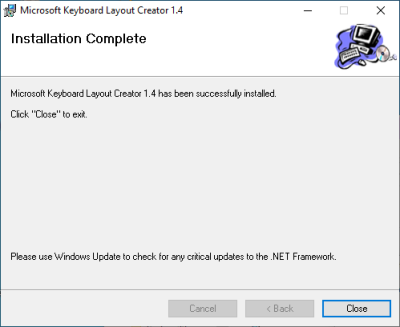 Microsoft Keyboard Layout Creator 1.4
Installation Complete
Microsoft Keyboard Layout Creator 1.4 has been successfully installed.
Click "Close" to exit.
Please use Windows Update to check for any critical updates to the .NET Framework.
Cancel
< Back
Close